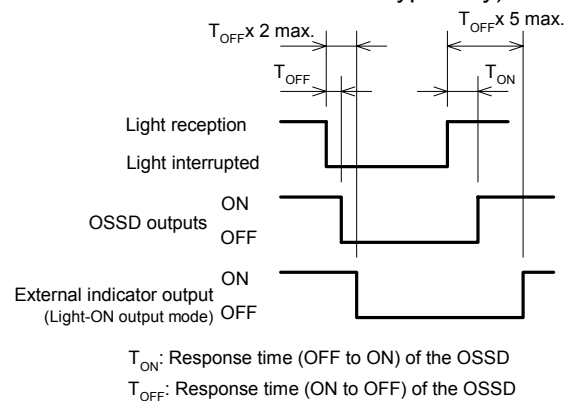 T_OFF x 2 max.
T_OFF x 5 max.
T_OFF
T_ON
Light reception
Light interrupted
ON
OSSD outputs
OFF
ON
External indicator output
(Light-ON output mode) OFF
T_ON: Response time (OFF to ON) of the OSSD
T_OFF: Response time (ON to OFF) of the OSSD